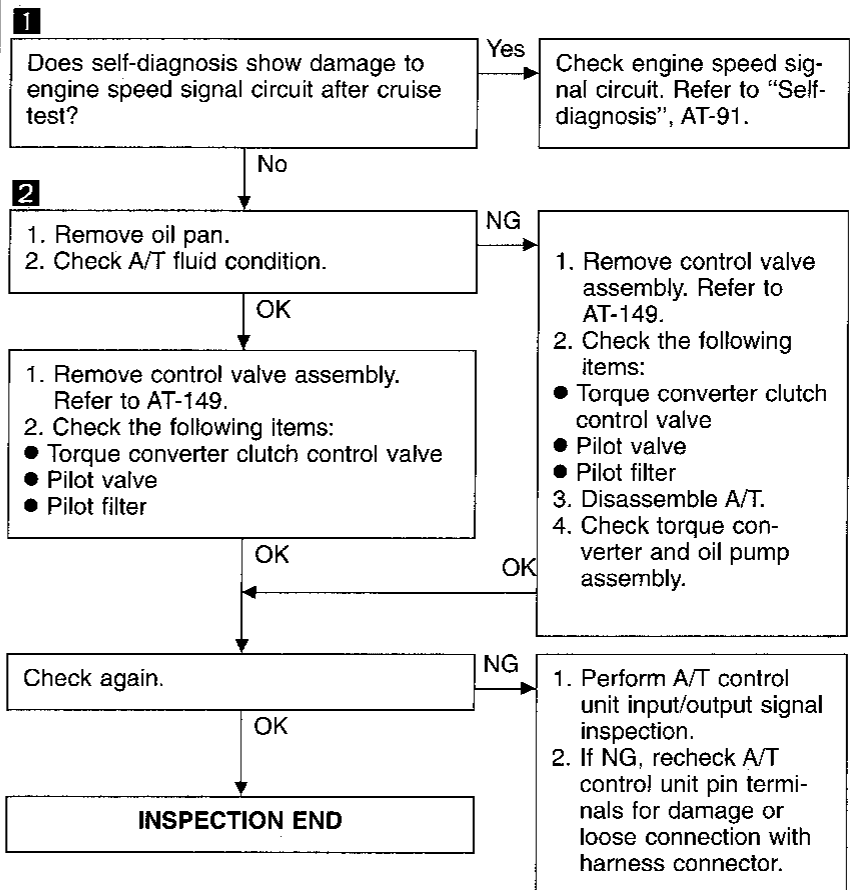 1
Does self-diagnosis show damage to
engine speed signal circuit after cruise
test?
Yes
Check engine speed sig-
nal circuit. Refer to “Self-
diagnosis”, AT-91.
No
2
1. Remove oil pan.
2. Check A/T fluid condition.
NG
1. Remove control valve
assembly. Refer to
AT-149.
2. Check the following
items:
● Torque converter clutch
control valve
● Pilot valve
● Pilot filter
3. Disassemble A/T.
4. Check torque con-
verter and oil pump
assembly.
OK
1. Remove control valve assembly.
Refer to AT-149.
2. Check the following items:
● Torque converter clutch control valve
● Pilot valve
● Pilot filter
OK
OK
Check again.
NG
1. Perform A/T control
unit input/output signal
inspection.
2. If NG, recheck A/T
control unit pin termi-
nals for damage or
loose connection with
harness connector.
OK
INSPECTION END